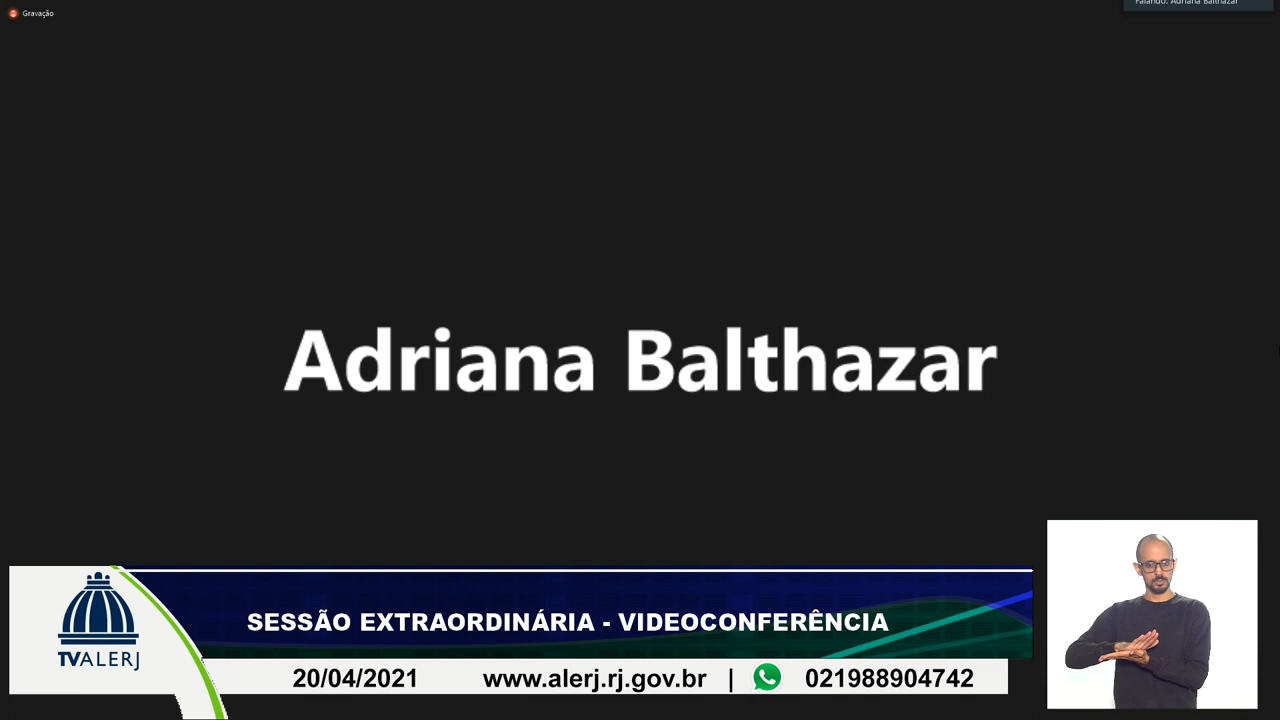 Gravação
Falando: Adriana Balthazar
Adriana Balthazar
SESSÃO EXTRAORDINÁRIA - VIDEOCONFERÊNCIA
TVALERJ
20/04/2021 www.alerj.rj.gov.br | 021988904742